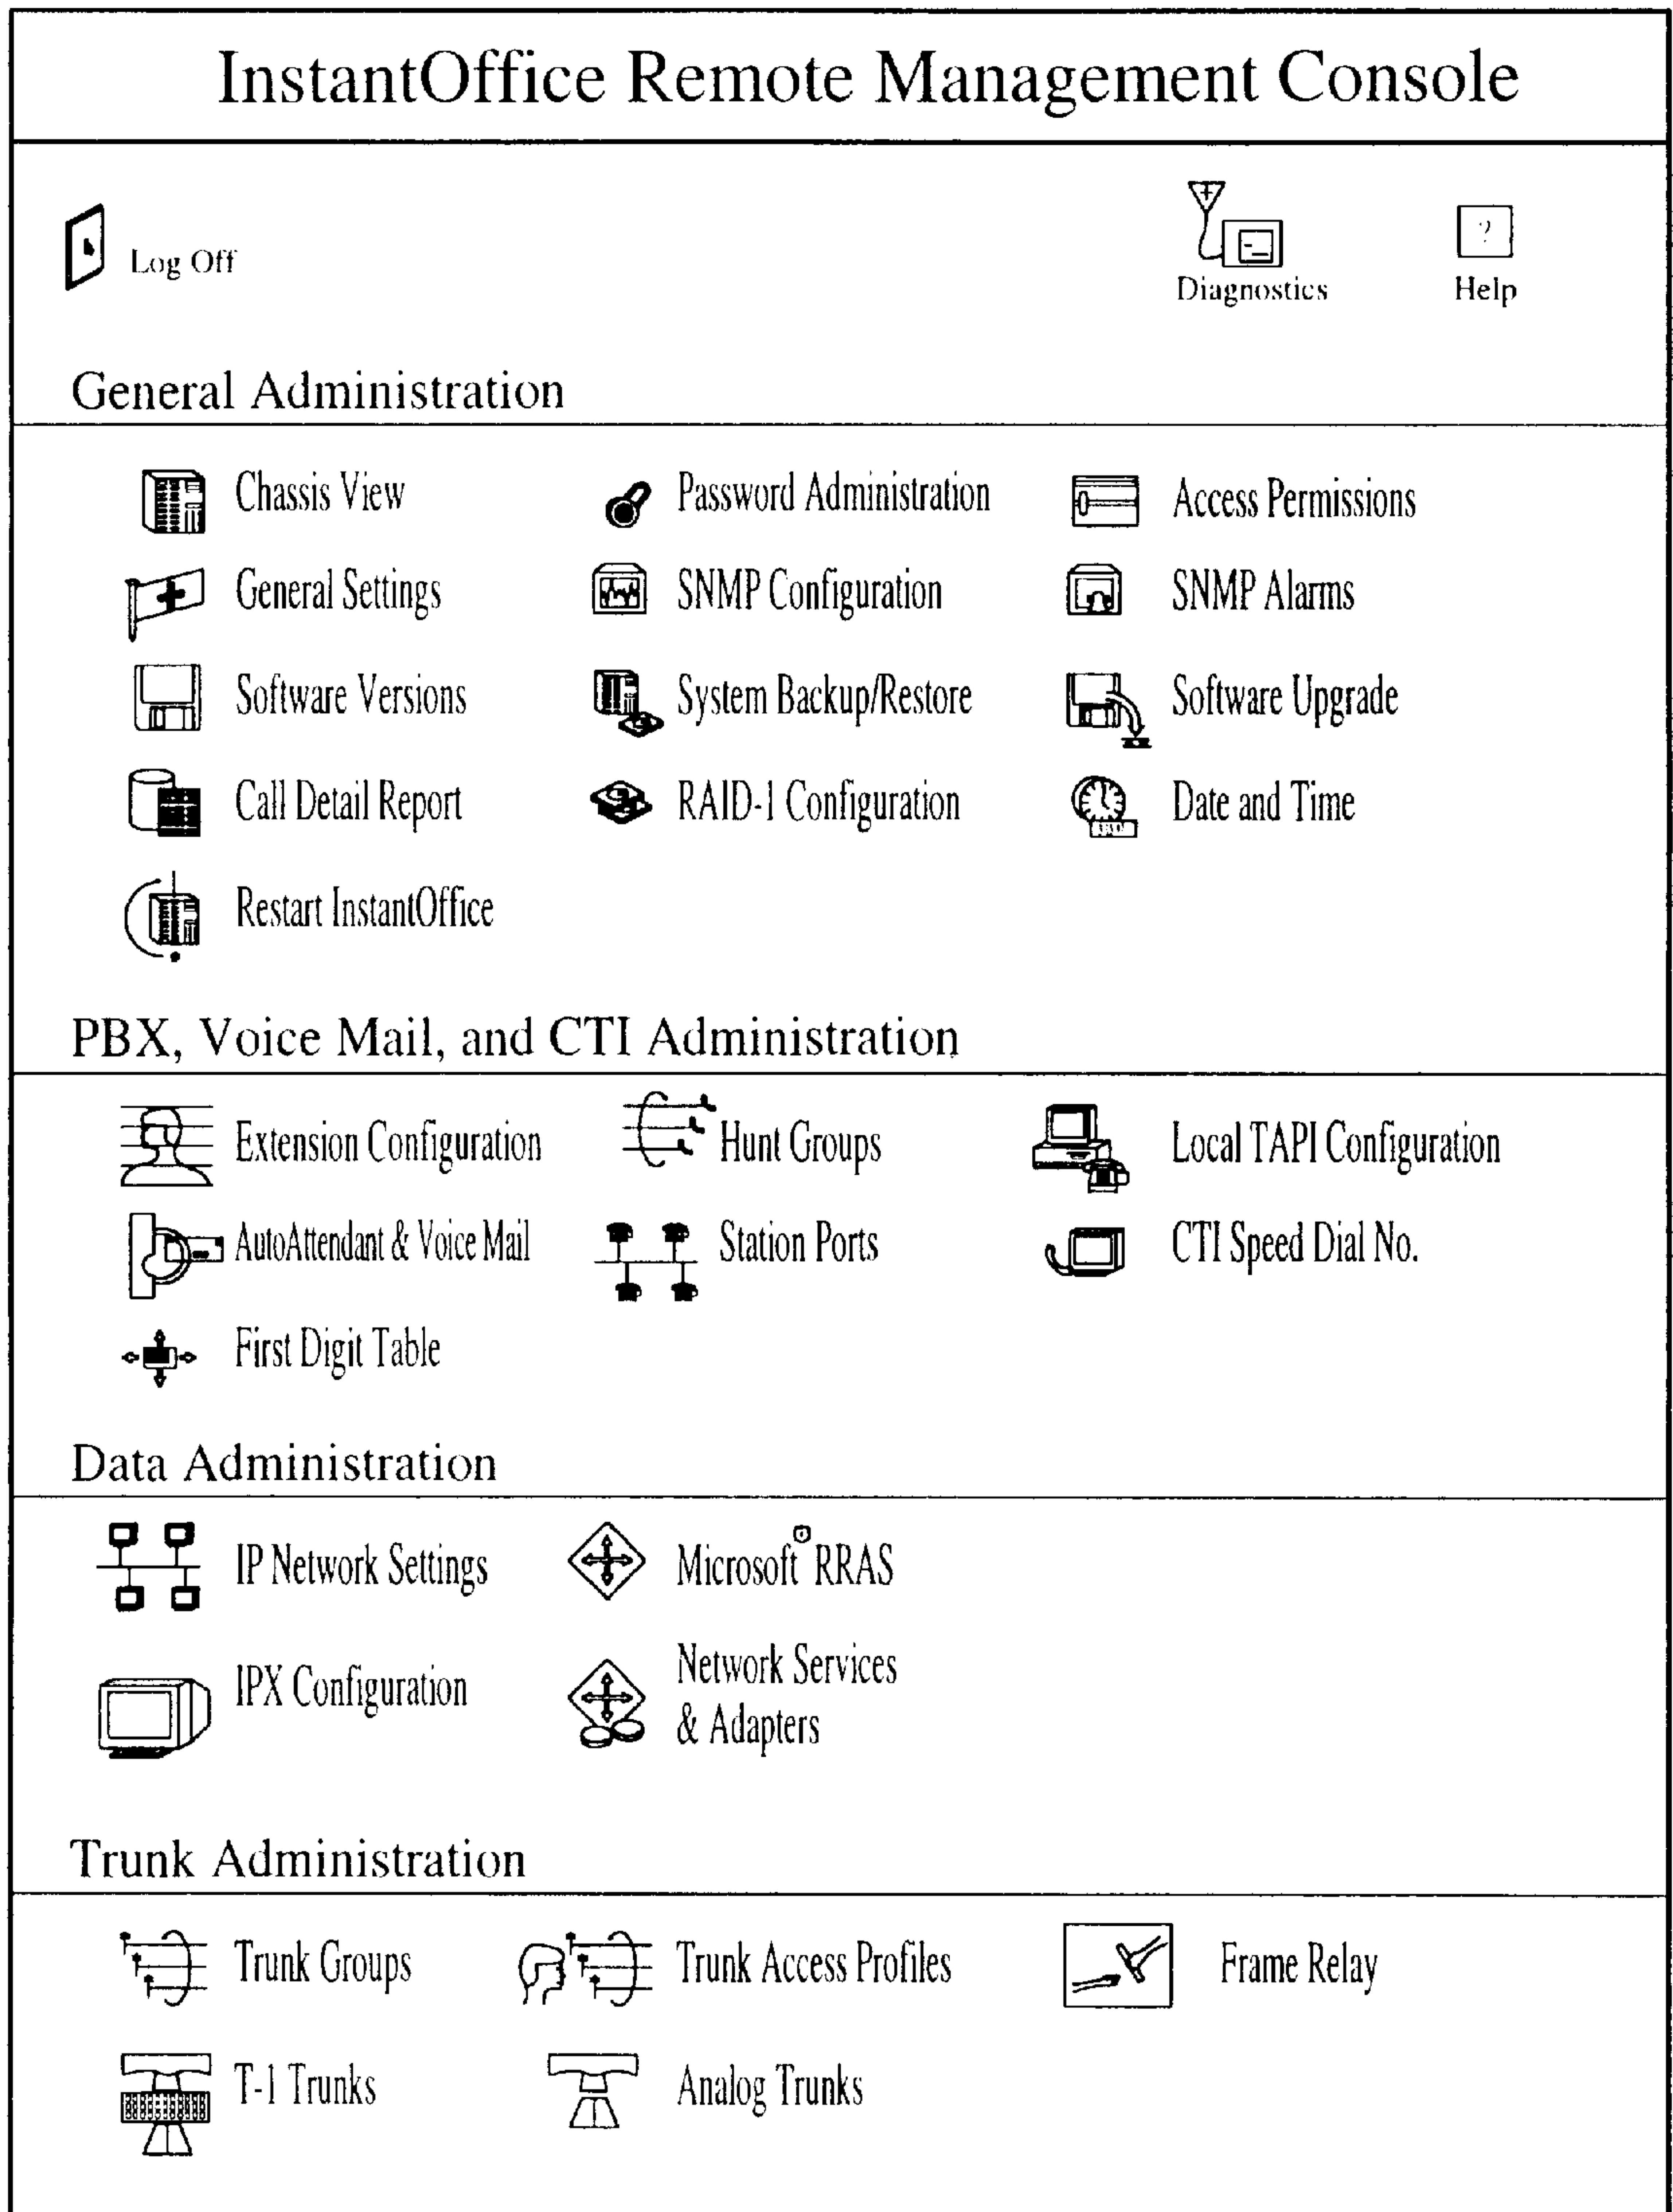 InstantOffice Remote Management Console
Log Off
Diagnostics
?
Help
General Administration
Chassis View
Password Administration
Access Permissions
General Settings
SNMP Configuration
SNMP Alarms
Software Versions
System Backup/Restore
Software Upgrade
Call Detail Report
RAID-1 Configuration
Date and Time
Restart InstantOffice
PBX, Voice Mail, and CTI Administration
Extension Configuration
Hunt Groups
Local TAPI Configuration
AutoAttendant & Voice Mail
Station Ports
CTI Speed Dial No.
First Digit Table
Data Administration
IP Network Settings
Microsoft® RRAS
IPX Configuration
Network Services
& Adapters
Trunk Administration
Trunk Groups
Trunk Access Profiles
Frame Relay
T-1 Trunks
Analog Trunks